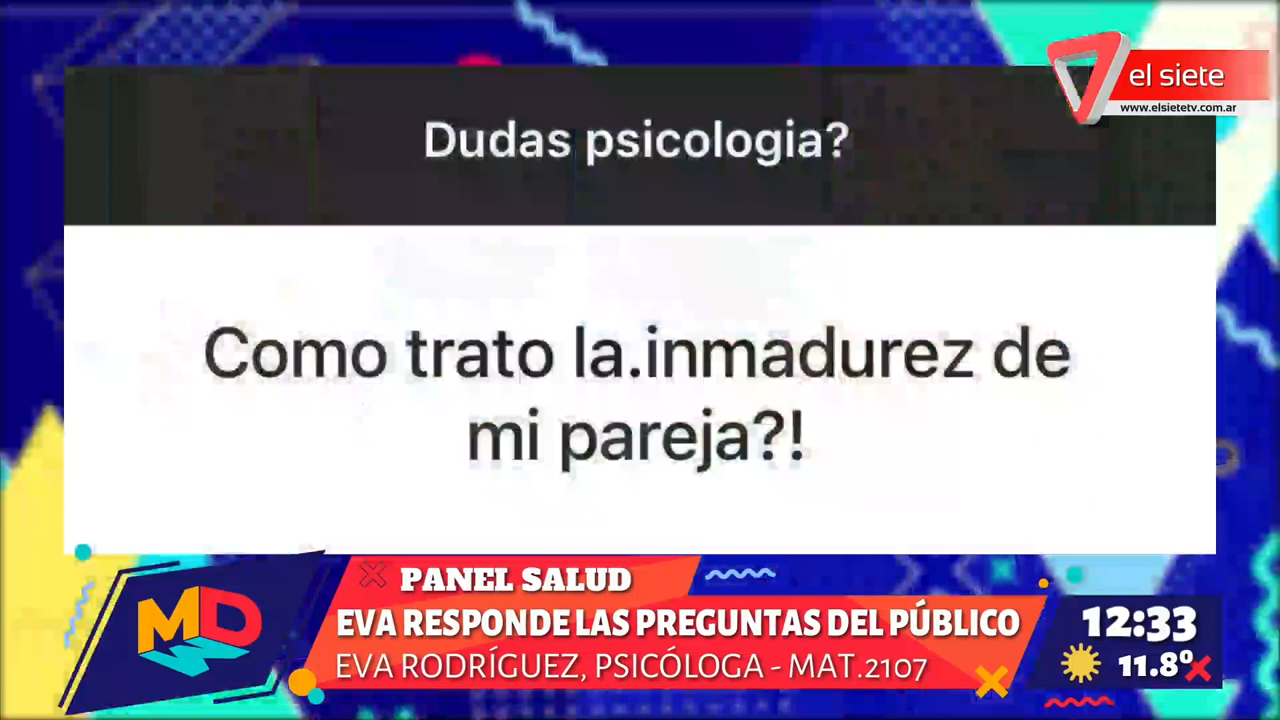 el siete
www.elsietetv.com.ar
Dudas psicologia?
Como trato la.inmadurez de
mi pareja?!
PANEL SALUD
EVA RESPONDE LAS PREGUNTAS DEL PÚBLICO
EVA RODRÍGUEZ, PSICÓLOGA - MAT.2107
MD
12:33
11.8º